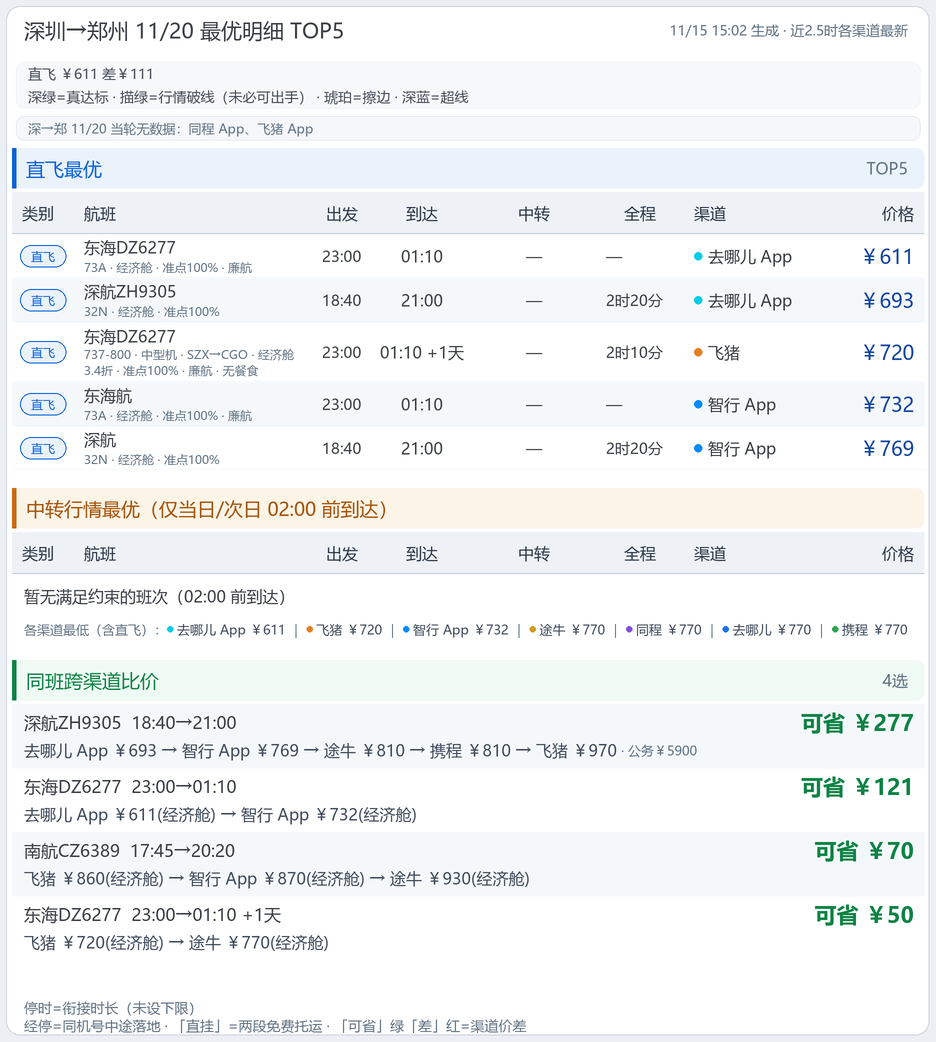 深圳→郑州 11/20 最优明细 TOP5
11/15 15:02 生成 · 近2.5时各渠道最新
直飞 ¥611 差¥111
深绿=真达标 · 描绿=行情破线（未必可出手） · 琥珀=擦边 · 深蓝=超线
深→郑 11/20 当轮无数据：同程 App、飞猪 App
直飞最优 TOP5
类别 航班 出发 到达 中转 全程 渠道 价格
直飞 东海DZ6277 23:00 01:10 — — 去哪儿 App ¥611
73A · 经济舱 · 准点100% · 廉航
直飞 深航ZH9305 18:40 21:00 — 2时20分 去哪儿 App ¥693
32N · 经济舱 · 准点100%
直飞 东海DZ6277 23:00 01:10 +1天 — 2时10分 飞猪 ¥720
737-800 · 中型机 · SZX→CGO · 经济舱
3.4折 · 准点100% · 廉航 · 无餐食
直飞 东海航 23:00 01:10 — — 智行 App ¥732
73A · 经济舱 · 准点100% · 廉航
直飞 深航 18:40 21:00 — 2时20分 智行 App ¥769
32N · 经济舱 · 准点100%
中转行情最优（仅当日/次日 02:00 前到达）
类别 航班 出发 到达 中转 全程 渠道 价格
暂无满足约束的班次（02:00 前到达）
各渠道最低（含直飞）: 去哪儿 App ¥611 | 飞猪 ¥720 | 智行 App ¥732 | 途牛 ¥770 | 同程 ¥770 | 去哪儿 ¥770 | 携程 ¥770
同班跨渠道比价 4选
深航ZH9305 18:40→21:00 可省 ¥277
去哪儿 App ¥693 → 智行 App ¥769 → 途牛 ¥810 → 携程 ¥810 → 飞猪 ¥970 · 公务¥5900
东海DZ6277 23:00→01:10 可省 ¥121
去哪儿 App ¥611(经济舱) → 智行 App ¥732(经济舱)
南航CZ6389 17:45→20:20 可省 ¥70
飞猪 ¥860(经济舱) → 智行 App ¥870(经济舱) → 途牛 ¥930(经济舱)
东海DZ6277 23:00→01:10 +1天 可省 ¥50
飞猪 ¥720(经济舱) → 途牛 ¥770(经济舱)
停时=衔接时长（未设下限）
经停=同机号中途落地 · 「直挂」=两段免费托运 · 「可省」绿「差」红=渠道价差